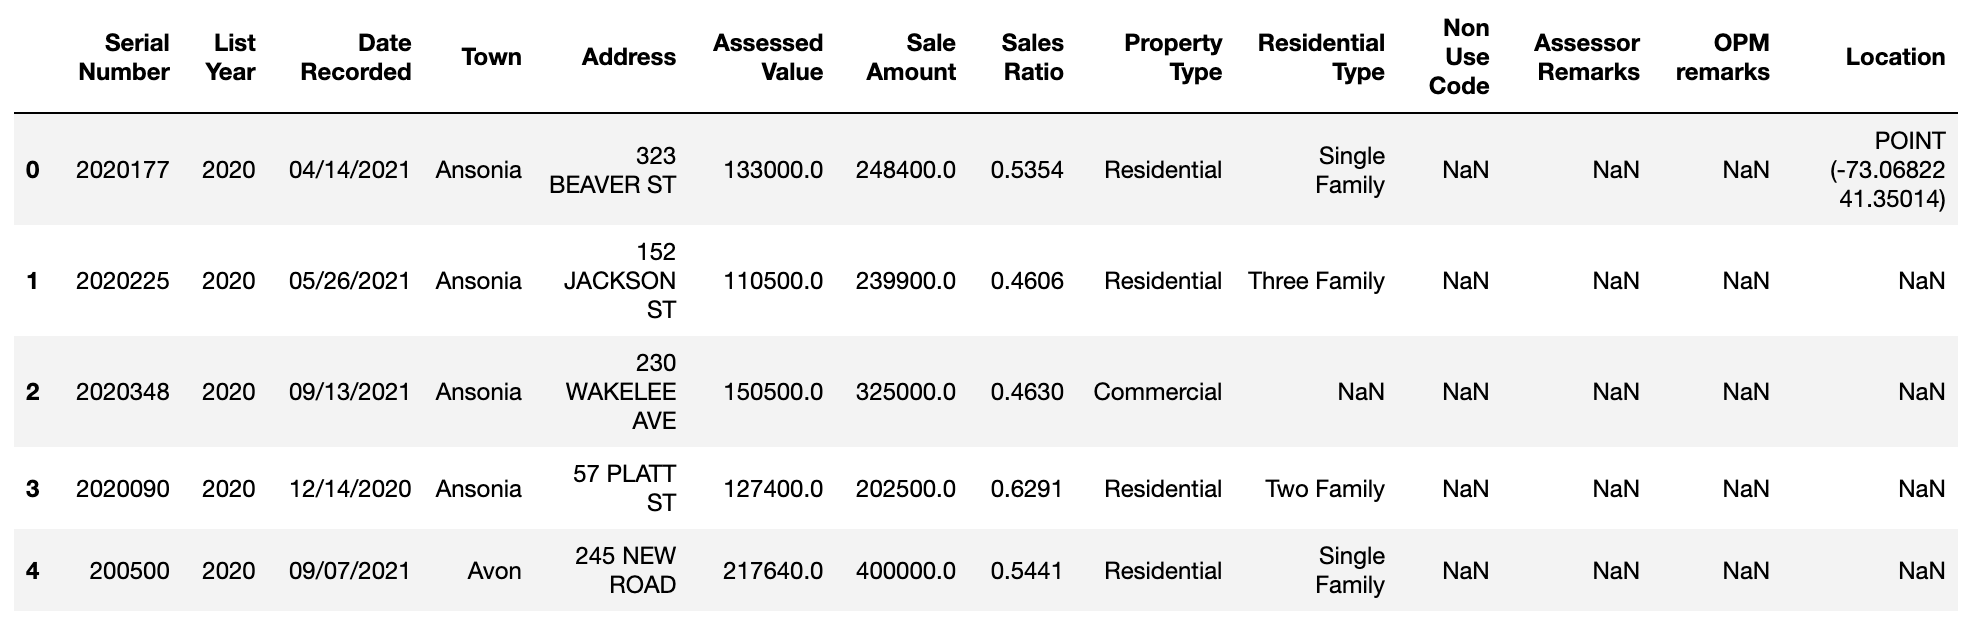 Serial Number List Year Date Recorded Town Address Assessed Value Sale Amount Sales Ratio Property Type Residential Type Non Use Code Assessor Remarks OPM remarks Location
0 2020177 2020 04/14/2021 Ansonia 323 BEAVER ST 133000.0 248400.0 0.5354 Residential Single Family NaN NaN NaN POINT (-73.06822 41.35014)
1 2020225 2020 05/26/2021 Ansonia 152 JACKSON ST 110500.0 239900.0 0.4606 Residential Three Family NaN NaN NaN NaN
2 2020348 2020 09/13/2021 Ansonia 230 WAKELEE AVE 150500.0 325000.0 0.4630 Commercial NaN NaN NaN NaN NaN
3 2020090 2020 12/14/2020 Ansonia 57 PLATT ST 127400.0 202500.0 0.6291 Residential Two Family NaN NaN NaN NaN
4 200500 2020 09/07/2021 Avon 245 NEW ROAD 217640.0 400000.0 0.5441 Residential Single Family NaN NaN NaN NaN